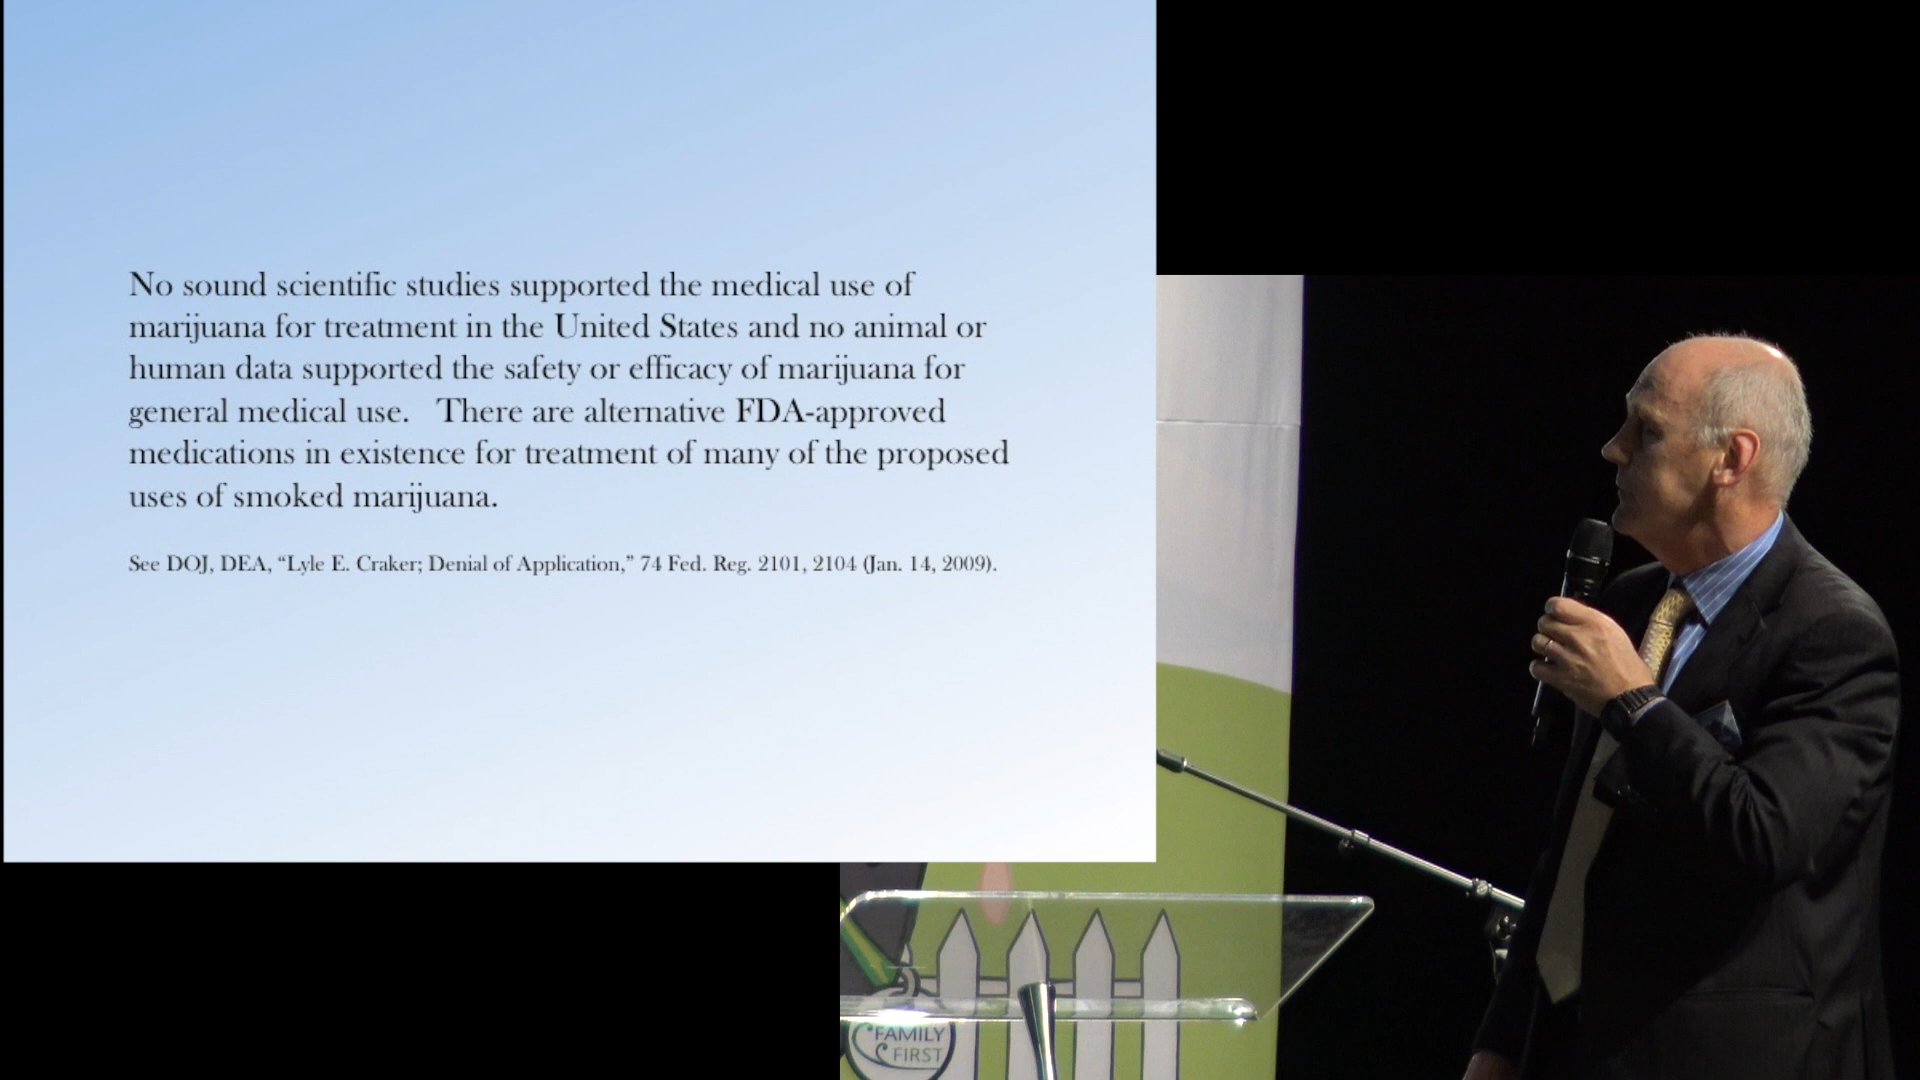 No sound scientific studies supported the medical use of
marijuana for treatment in the United States and no animal or
human data supported the safety or efficacy of marijuana for
general medical use. There are alternative FDA-approved
medications in existence for treatment of many of the proposed
uses of smoked marijuana.
See DOJ, DEA, “Lyle E. Craker; Denial of Application,” 74 Fed. Reg. 2101, 2104 (Jan. 14, 2009).
FAMILY
FIRST